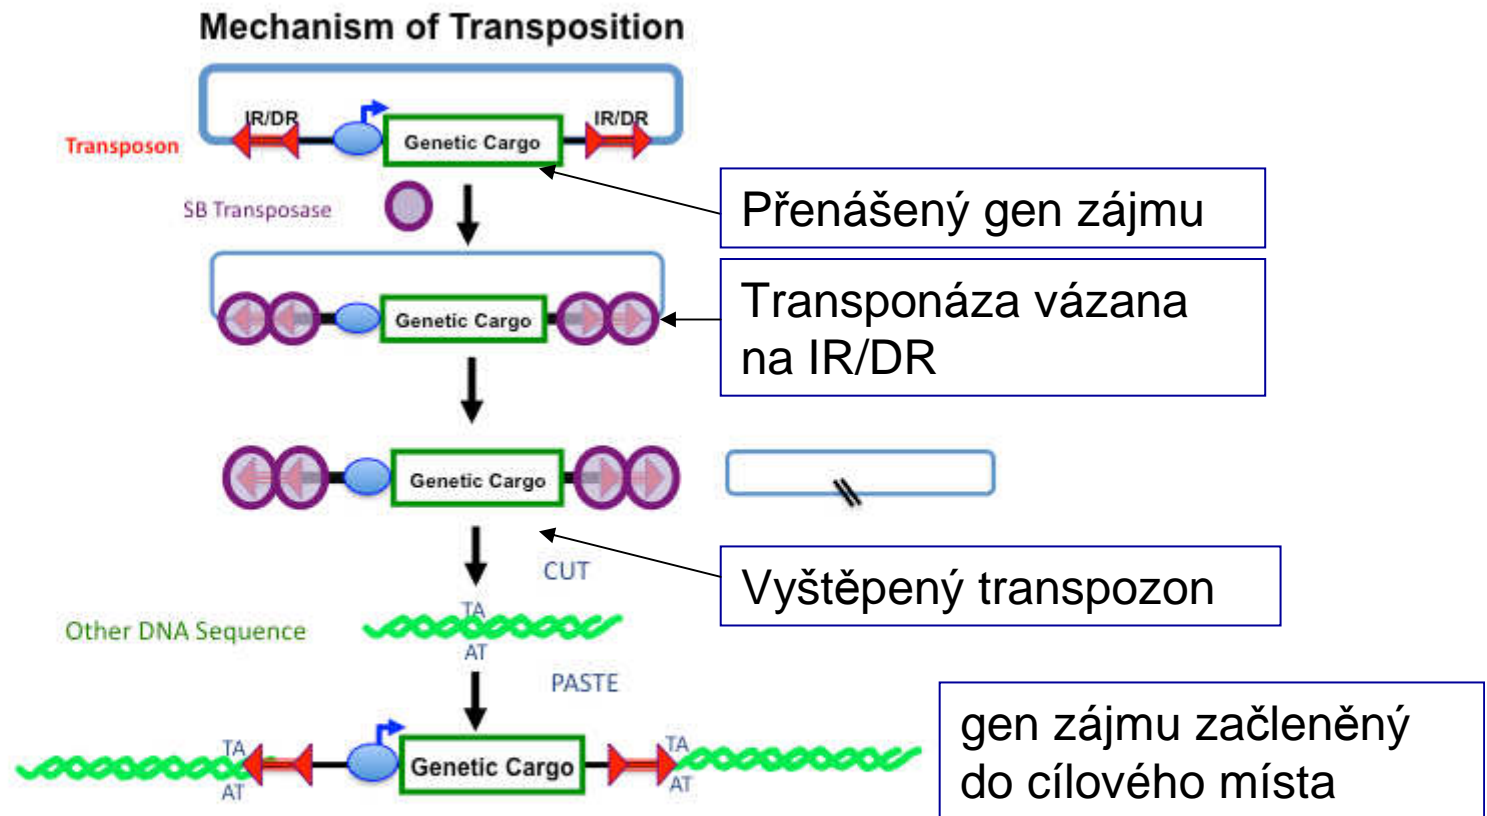 Mechanism of Transposition
IR/DR
IR/DR
Transposon
Genetic Cargo
Přenášený gen zájmu
SB Transposase
Transponáza vázana
na IR/DR
Genetic Cargo
Genetic Cargo
CUT
Vyštěpený transpozon
TA
Other DNA Sequence
AT
PASTE
gen zájmu začleněný
do cílového místa
TA
TA
Genetic Cargo
AT
AT